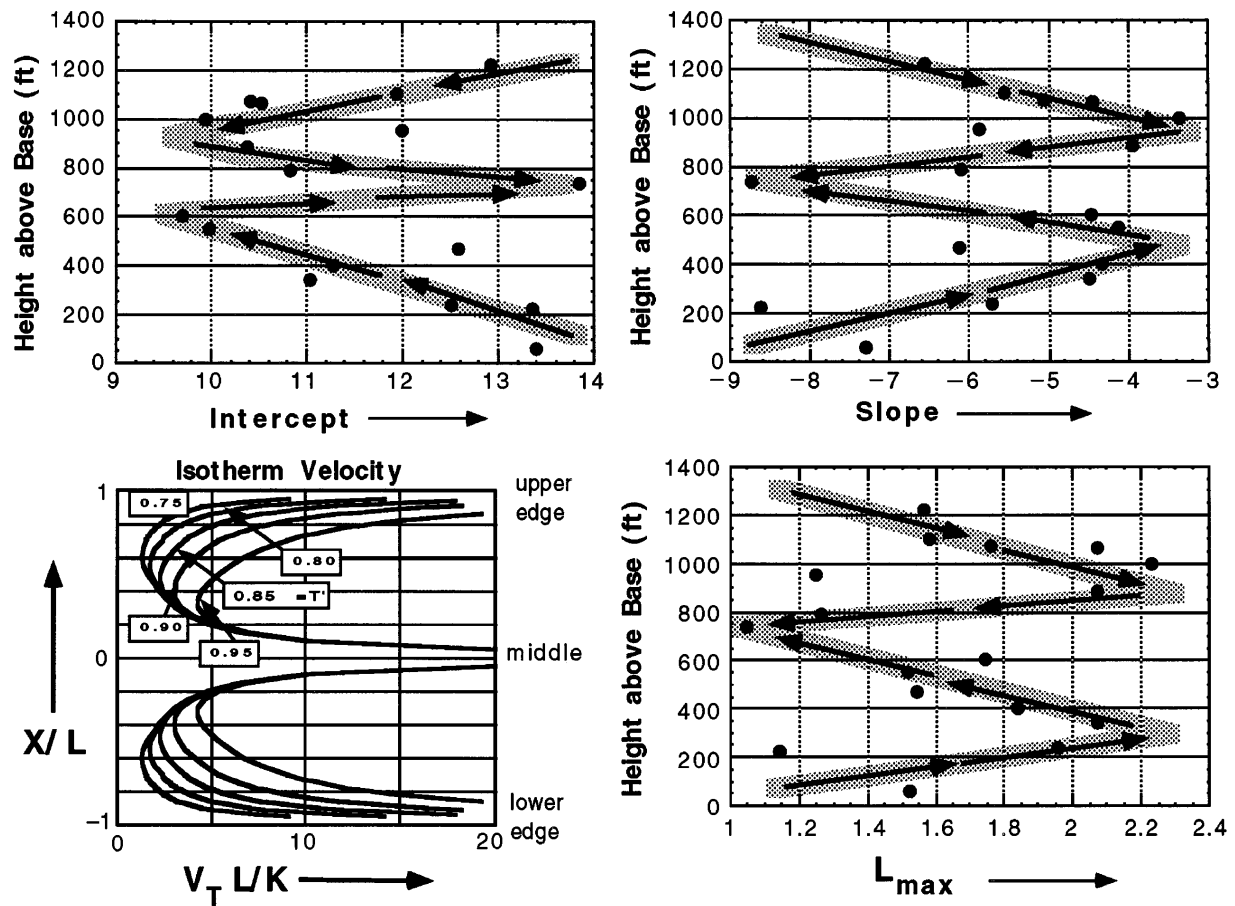 Height above Base (ft)
1400
1200
1000
800
600
400
200
0
9 10 11 12 13 14
Intercept
Height above Base (ft)
1400
1200
1000
800
600
400
200
0
−9 −8 −7 −6 −5 −4 −3
Slope
Isotherm Velocity
X/L
1
0
−1
0.75
0.80
0.85 =T'
0.90
0.95
upper
edge
middle
lower
edge
0 10 20
V_T L/K
Height above Base (ft)
1400
1200
1000
800
600
400
200
0
1 1.2 1.4 1.6 1.8 2 2.2 2.4
L_max